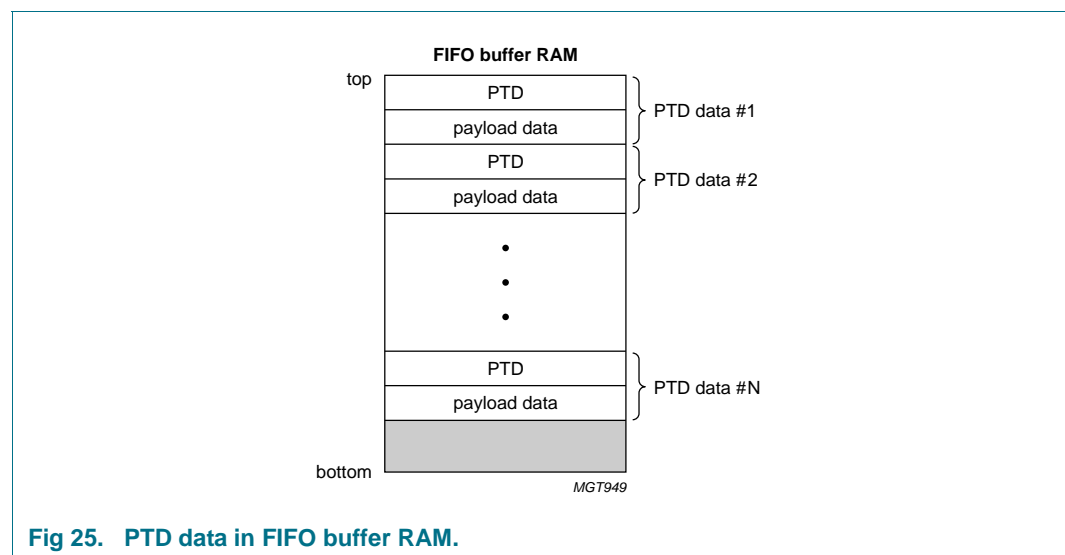 FIFO buffer RAM
top
PTD
payload data
PTD data #1
PTD
payload data
PTD data #2
PTD
payload data
PTD data #N
bottom
MGT949
Fig 25. PTD data in FIFO buffer RAM.